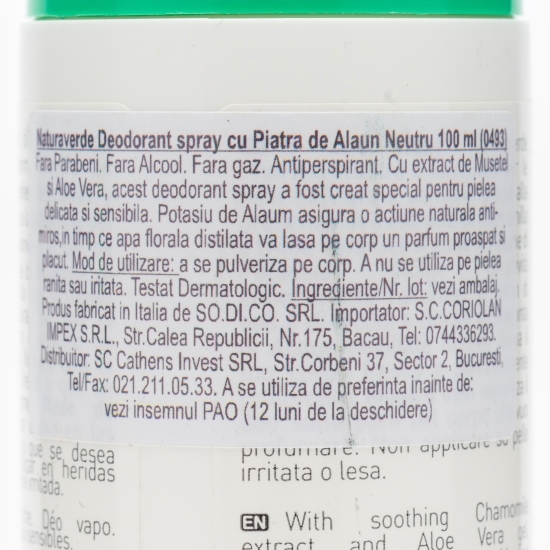 Naturaverde Deodorant spray cu Piatra de Alaun Neutru 100 ml (0493)
Fara Parabeni. Fara Alcool. Fara gaz. Antiperspirant. Cu extract de Musetel
si Aloe Vera, acest deodorant spray a fost creat special pentru pielea
delicata si sensibila. Potasiu de Alaum asigura o actiune naturala anti-
miros,in timp ce apa florala distilata va lasa pe corp un parfum proaspat si
placut. Mod de utilizare: a se pulveriza pe corp. A nu se utiliza pe pielea
ranita sau iritata. Testat Dermatologic. Ingrediente/Nr. lot: vezi ambalaj.
Produs fabricat in Italia de SO.DI.CO. SRL. Importator: S.C.CORIOLAN
IMPEX S.R.L., Str.Calea Republicii, Nr.175, Bacau, Tel: 0744336293.
Distribuitor: SC Cathens Invest SRL, Str.Corbeni 37, Sector 2, Bucuresti,
Tel/Fax: 021.211.05.33. A se utiliza de preferinta inainte de:
vezi insemnul PAO (12 luni de la deschidere)
que se desea
en heridas
profumare. Non applicare su
irritata o lesa.
Deo vapo.
EN With soothing
extract and Aloe Vera